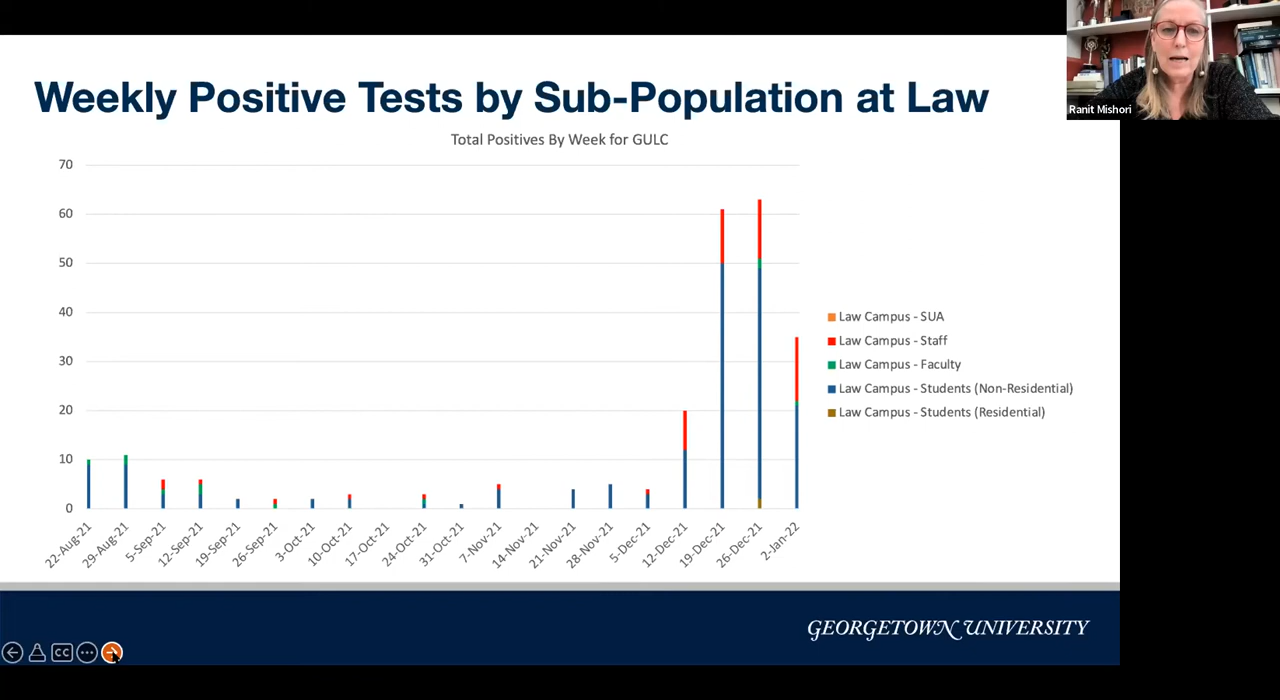 Weekly Positive Tests by Sub-Population at Law
Ranit Mishori
Total Positives By Week for GULC
70
60
50
40
30
20
10
0
22-Aug-21
29-Aug-21
5-Sep-21
12-Sep-21
19-Sep-21
26-Sep-21
3-Oct-21
10-Oct-21
17-Oct-21
24-Oct-21
31-Oct-21
7-Nov-21
14-Nov-21
21-Nov-21
28-Nov-21
5-Dec-21
12-Dec-21
19-Dec-21
26-Dec-21
2-Jan-22
Law Campus - SUA
Law Campus - Staff
Law Campus - Faculty
Law Campus - Students (Non-Residential)
Law Campus - Students (Residential)
GEORGETOWN UNIVERSITY
CC